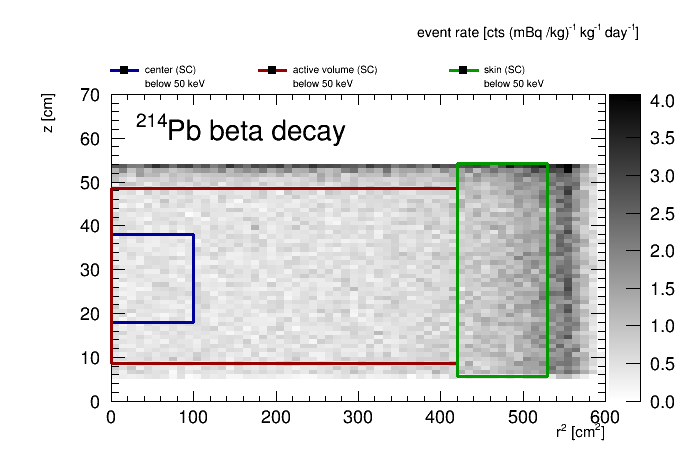 event rate [cts (mBq /kg)⁻¹ kg⁻¹ day⁻¹]
center (SC)
below 50 keV
active volume (SC)
below 50 keV
skin (SC)
below 50 keV
z [cm]
²¹⁴Pb beta decay
70
60
50
40
30
20
10
0
0 100 200 300 400 500 600
r² [cm²]
4.0
3.5
3.0
2.5
2.0
1.5
1.0
0.5
0.0